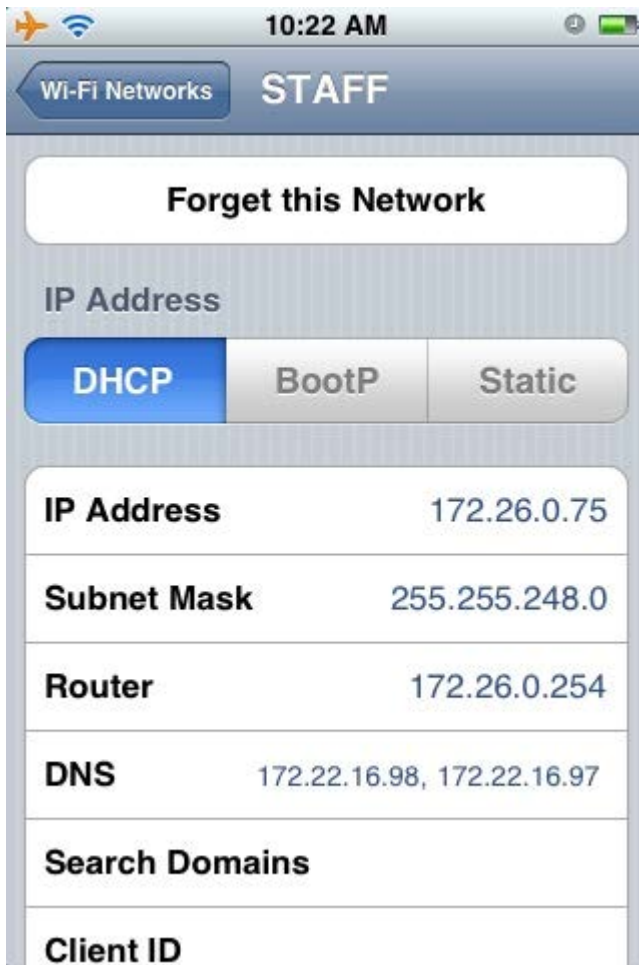 10:22 AM
Wi-Fi Networks STAFF
Forget this Network
IP Address
DHCP BootP Static
IP Address 172.26.0.75
Subnet Mask 255.255.248.0
Router 172.26.0.254
DNS 172.22.16.98, 172.22.16.97
Search Domains
Client ID